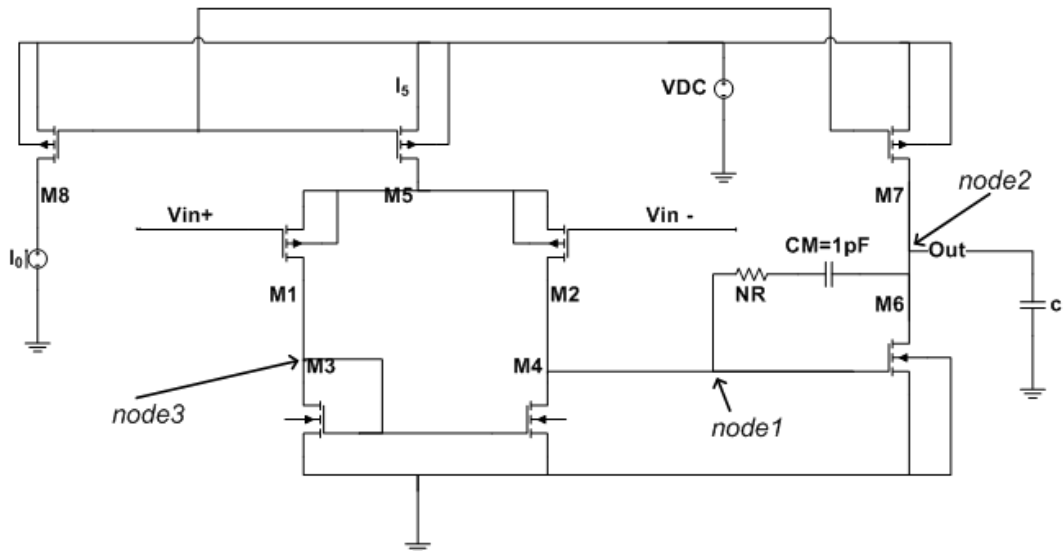 I5
VDC
M8
M5
M7
node2
Vin+
Vin -
CM=1pF
Out
I0
NR
M1
M2
M6
c
M3
M4
node3
node1